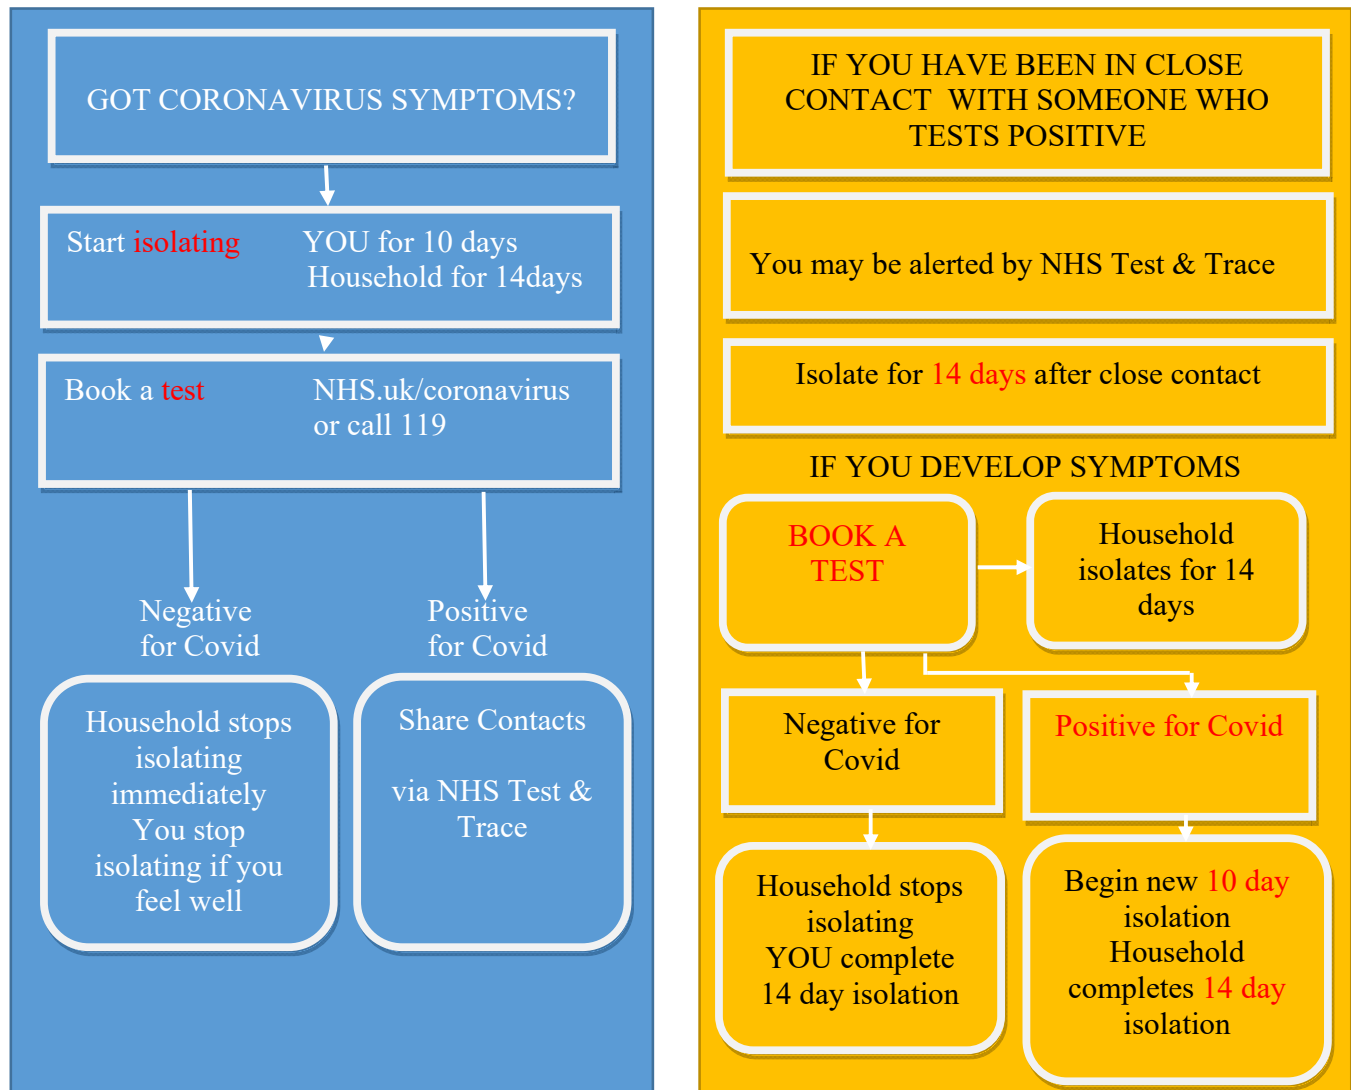 GOT CORONAVIRUS SYMPTOMS?
Start isolating YOU for 10 days
Household for 14days
Book a test NHS.uk/coronavirus
or call 119
Negative
for Covid
Positive
for Covid
Household stops
isolating
immediately
You stop
isolating if you
feel well
Share Contacts
via NHS Test &
Trace
IF YOU HAVE BEEN IN CLOSE
CONTACT WITH SOMEONE WHO
TESTS POSITIVE
You may be alerted by NHS Test & Trace
Isolate for 14 days after close contact
IF YOU DEVELOP SYMPTOMS
BOOK A
TEST
Household
isolates for 14
days
Negative for
Covid
Positive for Covid
Household stops
isolating
YOU complete
14 day isolation
Begin new 10 day
isolation
Household
completes 14 day
isolation